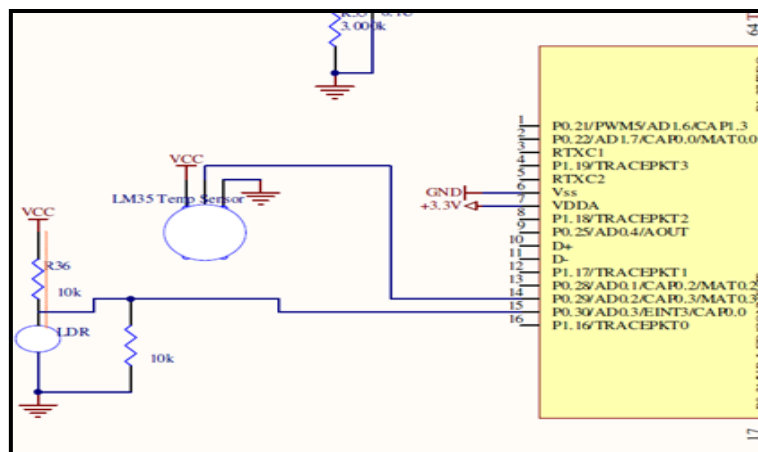 3.000k
64
VCC
LM35 Temp Sensor
VCC
R36
10k
LDR
10k
GND
+3.3V
1 P0.21/PWM5/AD1.6/CAP1.3
2 P0.22/AD1.7/CAP0.0/MAT0.0
3 RTXC1
4 P1.19/TRACEPKT3
5 RTXC2
6 Vss
7 VDDA
8 P1.18/TRACEPKT2
9 P0.25/AD0.4/AOUT
10 D+
11 D-
12 P1.17/TRACEPKT1
13 P0.28/AD0.1/CAP0.2/MAT0.2
14 P0.29/AD0.2/CAP0.3/MAT0.3
15 P0.30/AD0.3/EINT3/CAP0.0
16 P1.16/TRACEPKT0
17